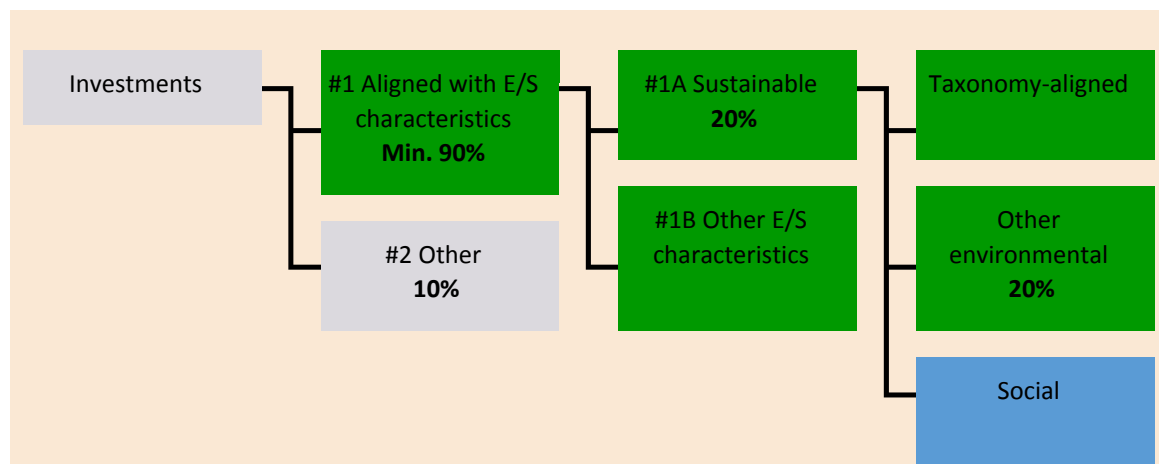 Investments
#1 Aligned with E/S
characteristics
Min. 90%
#2 Other
10%
#1A Sustainable
20%
#1B Other E/S
characteristics
Taxonomy-aligned
Other
environmental
20%
Social